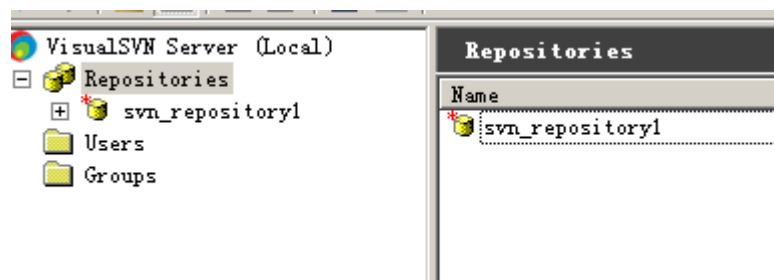 VisualSVN Server (Local)
Repositories
svn_repository1
Users
Groups
Repositories
Name
svn_repository1